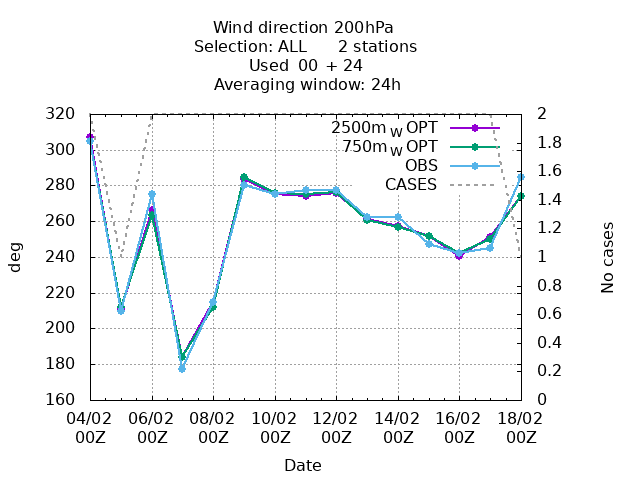 Wind direction 200hPa
Selection: ALL 2 stations
Used 00 + 24
Averaging window: 24h
320 300 280 260 240 220 200 180 160
2 1.8 1.6 1.4 1.2 1 0.8 0.6 0.4 0.2 0
2500m_W OPT
750m_W OPT
OBS
CASES
deg
No cases
04/02 06/02 08/02 10/02 12/02 14/02 16/02 18/02
00Z 00Z 00Z 00Z 00Z 00Z 00Z 00Z
Date